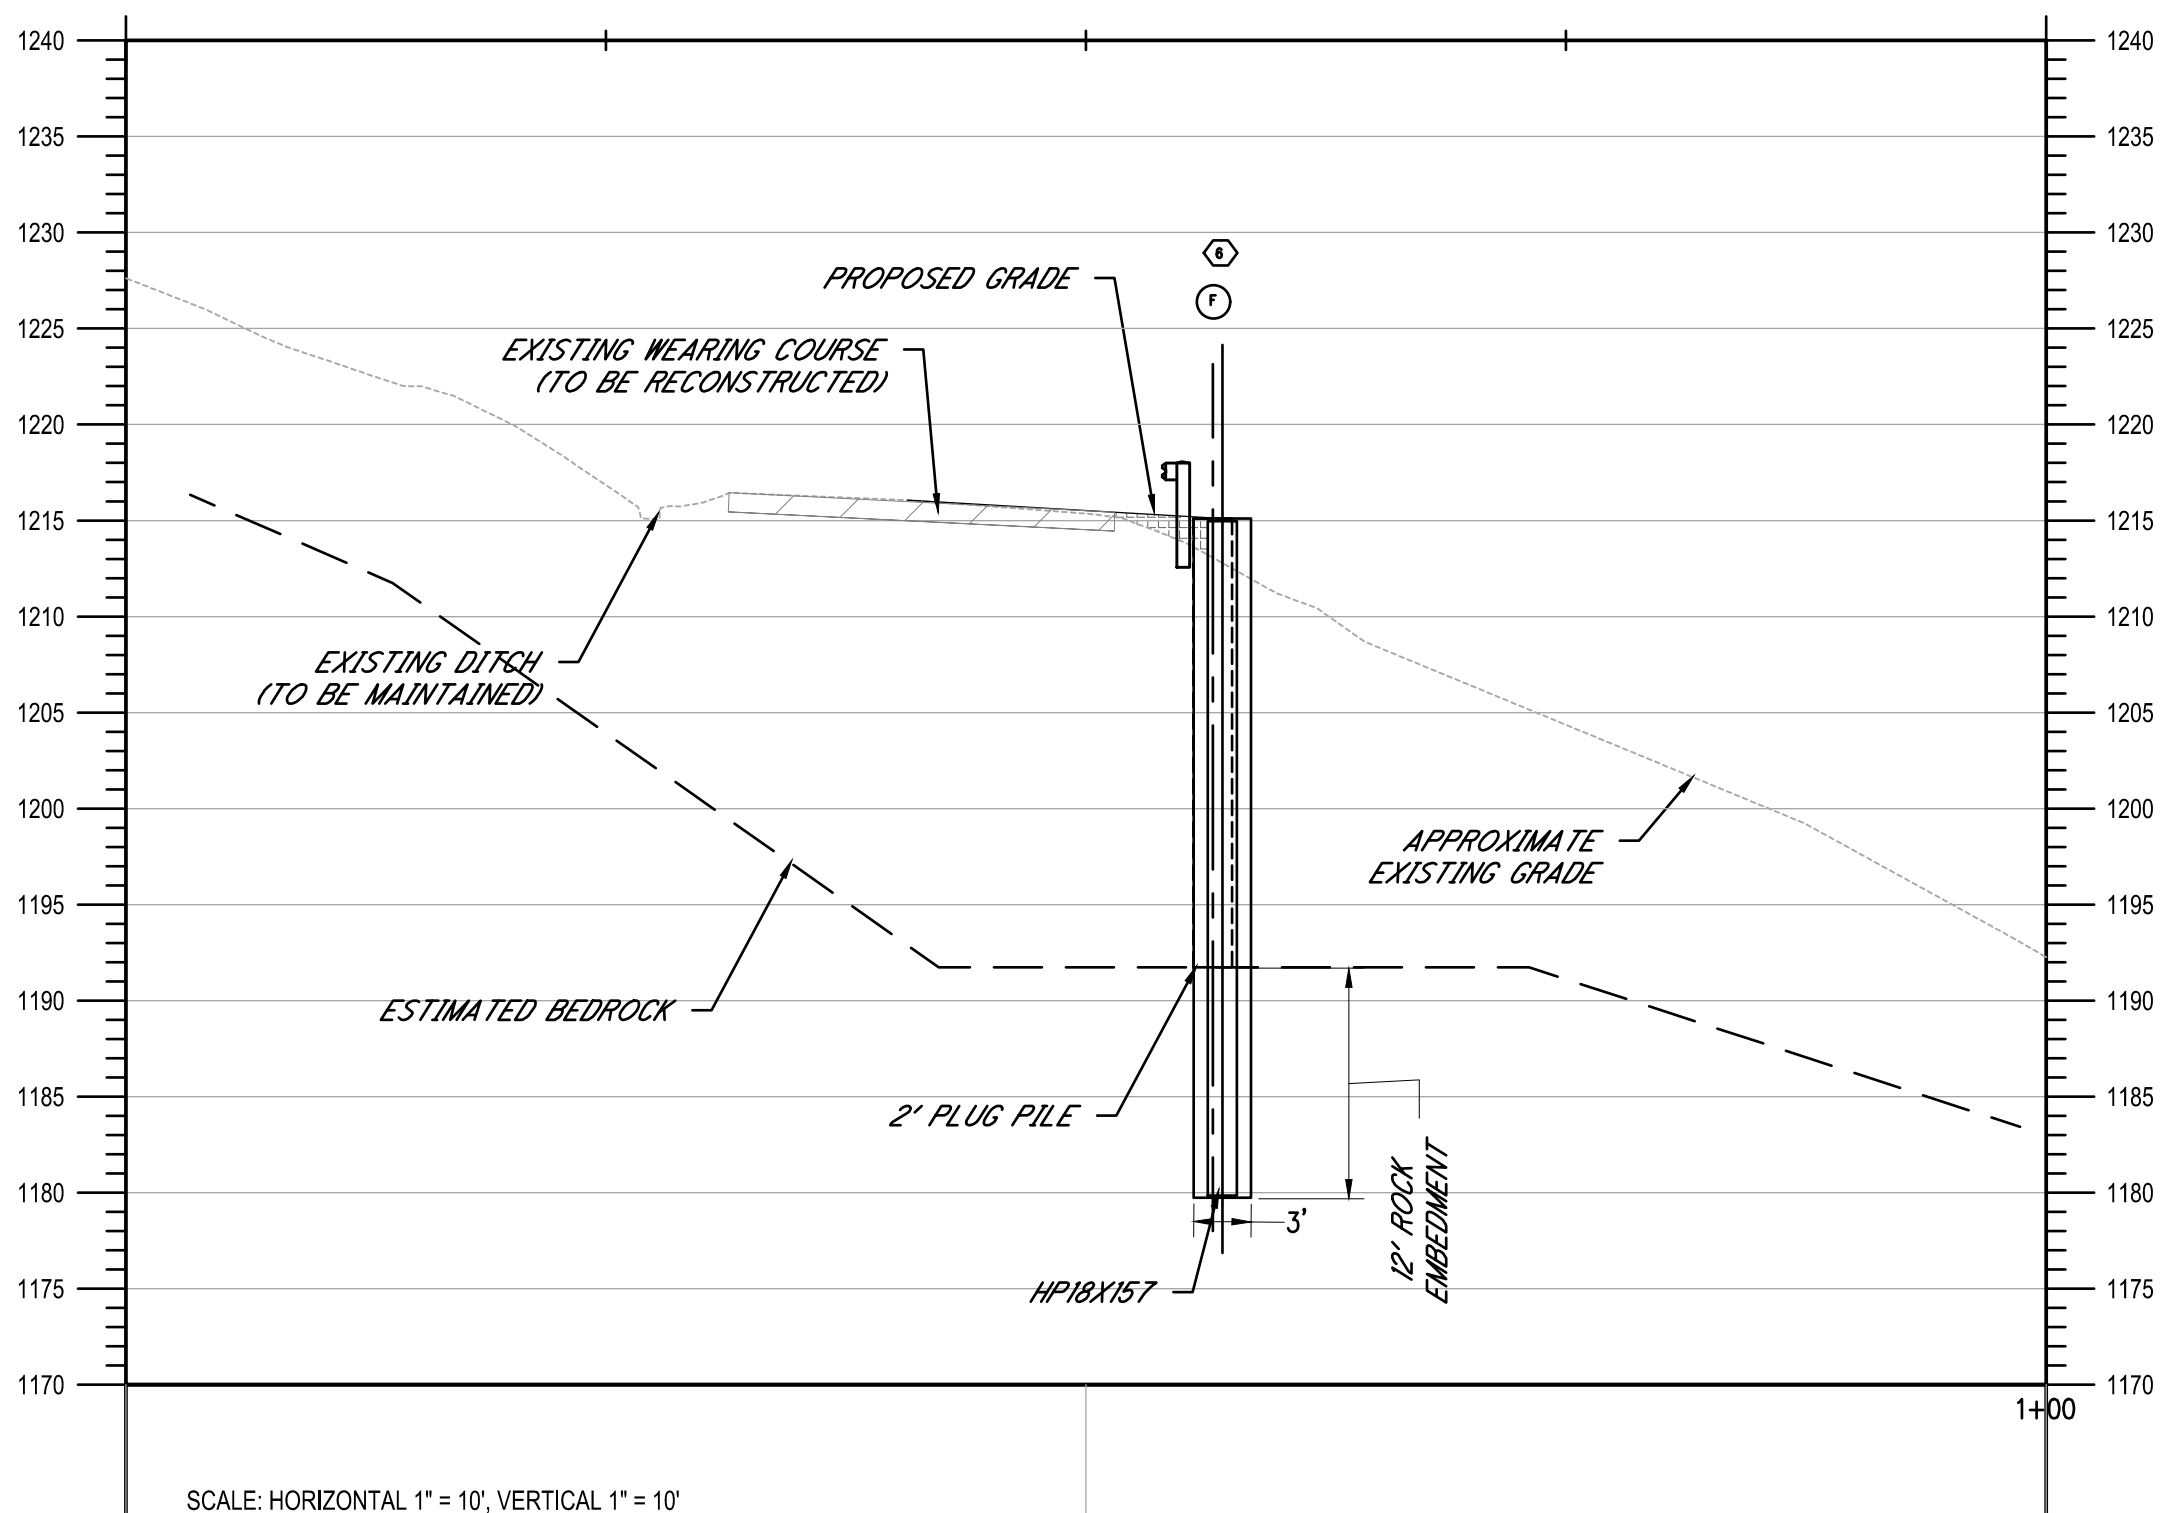 1240
1240
1235
1235
1230
1230
6
PROPOSED GRADE
F
1225
1225
EXISTING WEARING COURSE
(TO BE RECONSTRUCTED)
1220
1220
1215
1215
1210
1210
EXISTING DITCH
(TO BE MAINTAINED)
1205
1205
1200
1200
APPROXIMATE
EXISTING GRADE
1195
1195
ESTIMATED BEDROCK
1190
1190
2' PLUG PILE
1185
1185
12' ROCK
EMBEDMENT
1180
1180
3'
HP18X157
1175
1175
1170
1170
1+00
SCALE: HORIZONTAL 1" = 10', VERTICAL 1" = 10'